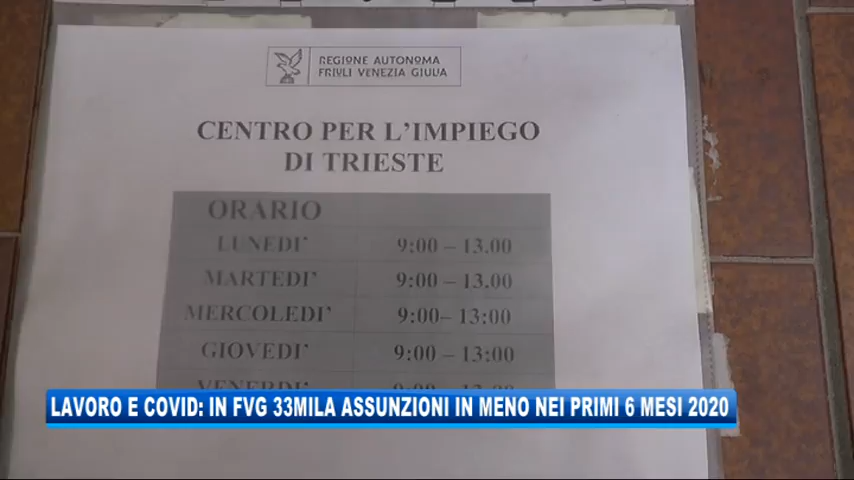 REGIONE AUTONOMA
FRIULI VENEZIA GIULIA
CENTRO PER L'IMPIEGO
DI TRIESTE
ORARIO
LUNEDI' 9:00 – 13.00
MARTEDI' 9:00 – 13.00
MERCOLEDI' 9:00– 13:00
GIOVEDI' 9:00 – 13:00
VENERDI'
LAVORO E COVID: IN FVG 33MILA ASSUNZIONI IN MENO NEI PRIMI 6 MESI 2020